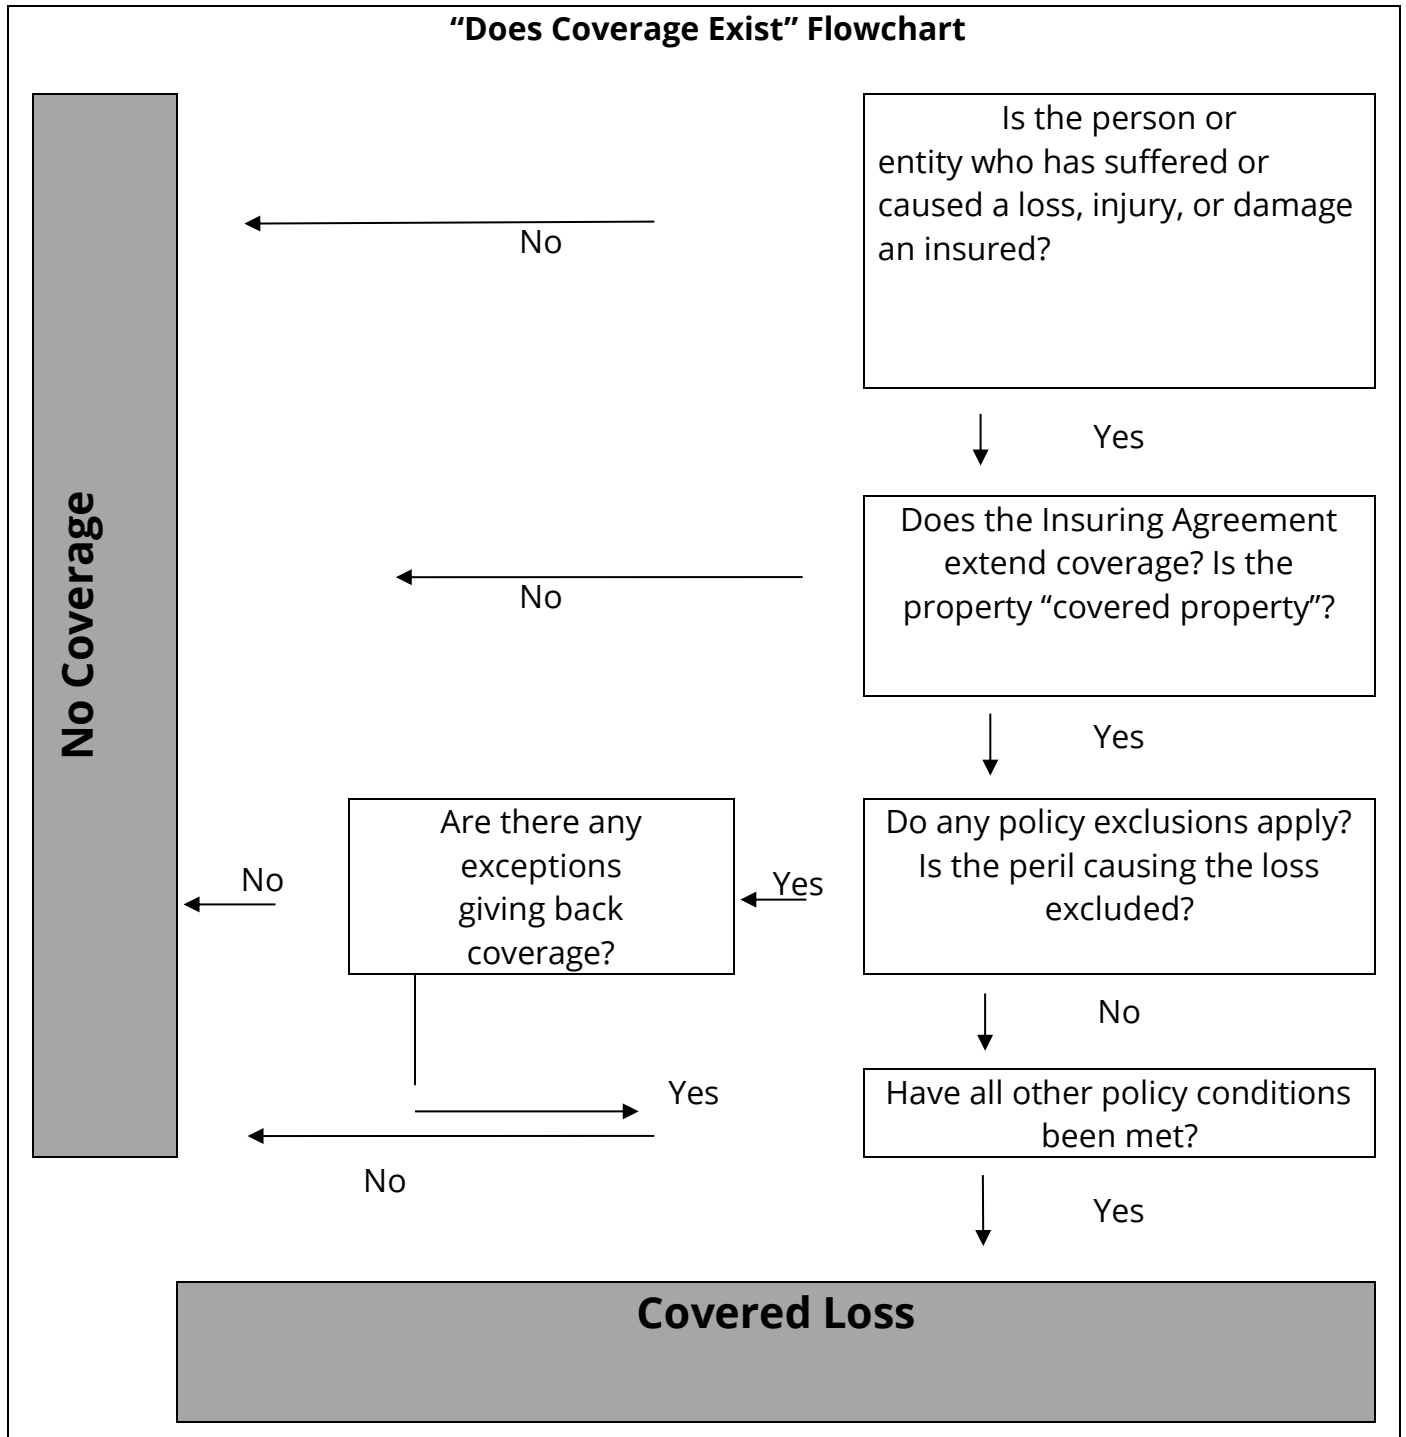 “Does Coverage Exist” Flowchart
Is the person or
entity who has suffered or
caused a loss, injury, or damage
an insured?
No
Yes
Does the Insuring Agreement
extend coverage? Is the
property “covered property”?
No
Yes
No Coverage
Do any policy exclusions apply?
Is the peril causing the loss
excluded?
Yes
Are there any
exceptions
giving back
coverage?
No
No
Yes
Have all other policy conditions
been met?
No
Yes
Covered Loss